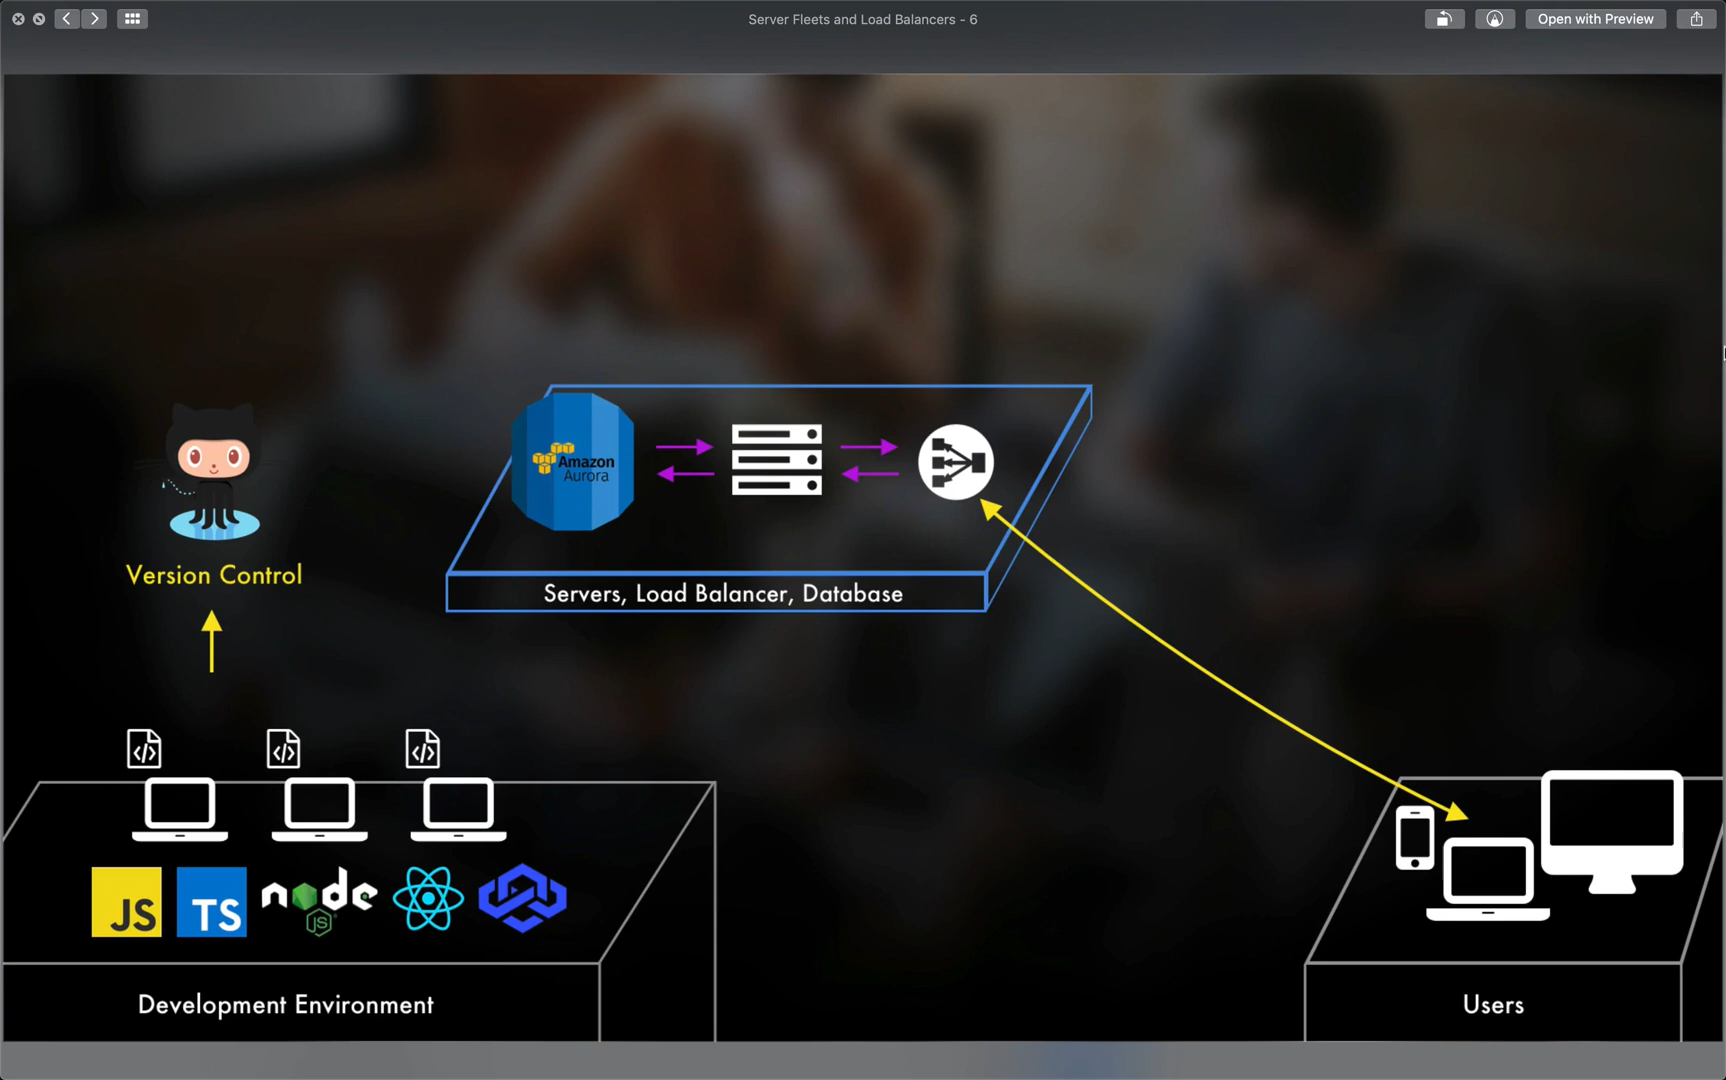 Server Fleets and Load Balancers - 6
Open with Preview
Amazon
Aurora
Version Control
Servers, Load Balancer, Database
JS
TS
node
JS
Development Environment
Users